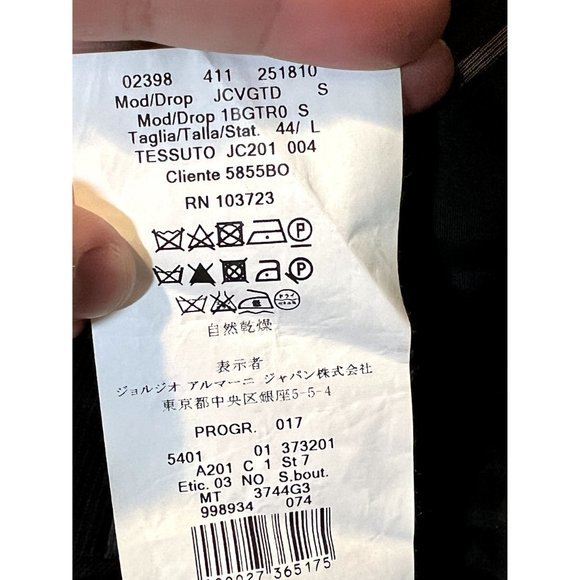 02398 411 251810
Mod/Drop JCVGTD S
Mod/Drop 1BGTR0 S
Taglia/Talla/Stat. 44/ L
TESSUTO JC201 004
Cliente 5855BO
RN 103723
P
P
自然乾燥
表示者
ジョルジオ アルマーニ ジャパン株式会社
東京都中央区銀座5-5-4
PROGR. 017
5401 01 373201
A201 C 1 St 7
Etic. 03 NO S.bout.
MT 3744G3
998934 074
365175